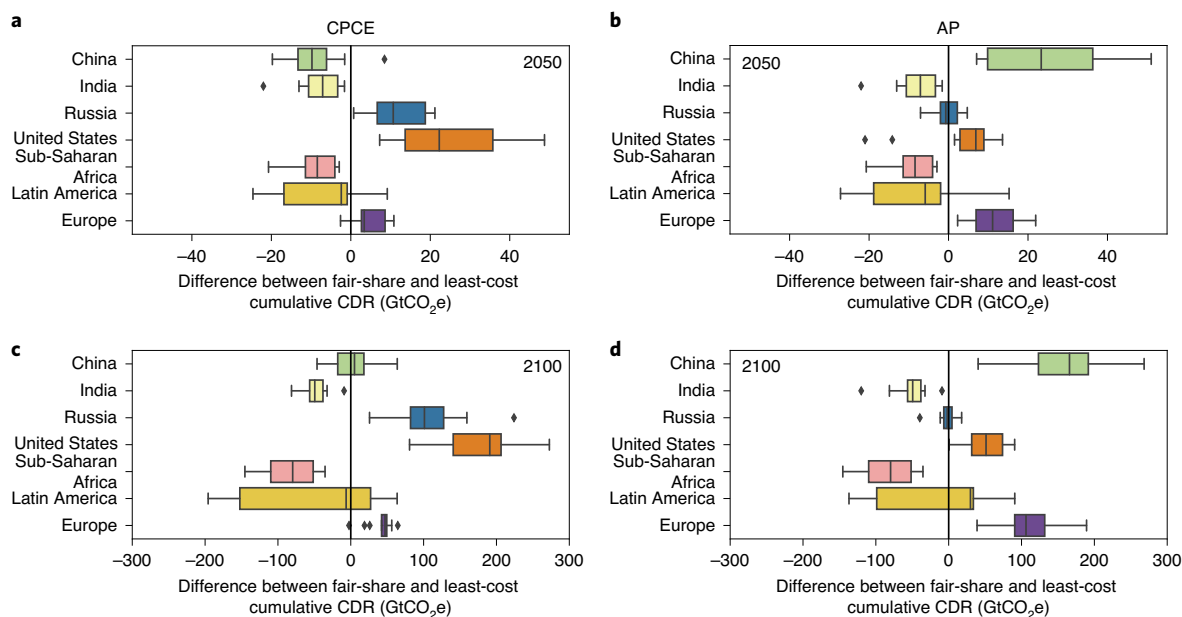 a
CPCE
2050
China
India
Russia
United States
Sub-Saharan
Africa
Latin America
Europe
−40
−20
0
20
40
Difference between fair-share and least-cost
cumulative CDR (GtCO₂e)
b
AP
2050
China
India
Russia
United States
Sub-Saharan
Africa
Latin America
Europe
−40
−20
0
20
40
Difference between fair-share and least-cost
cumulative CDR (GtCO₂e)
c
2100
China
India
Russia
United States
Sub-Saharan
Africa
Latin America
Europe
−300
−200
−100
0
100
200
300
Difference between fair-share and least-cost
cumulative CDR (GtCO₂e)
d
2100
China
India
Russia
United States
Sub-Saharan
Africa
Latin America
Europe
−300
−200
−100
0
100
200
300
Difference between fair-share and least-cost
cumulative CDR (GtCO₂e)